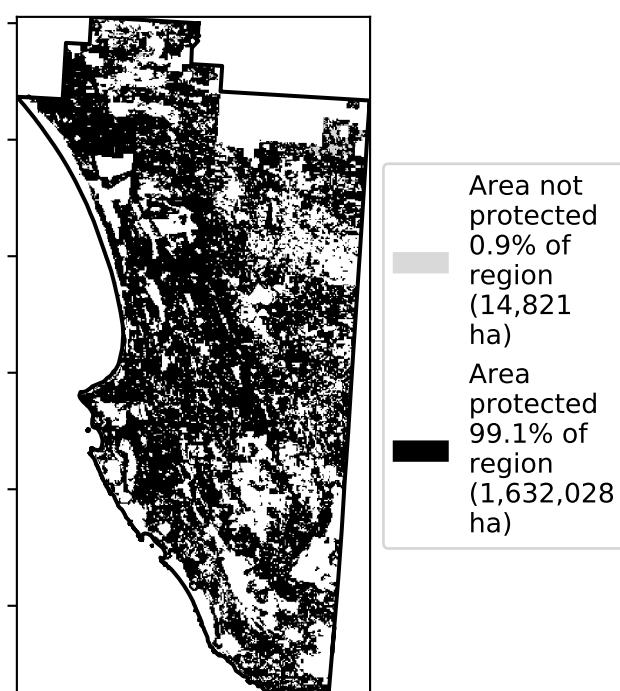 Area not
protected
0.9% of
region
(14,821
ha)
Area
protected
99.1% of
region
(1,632,028
ha)